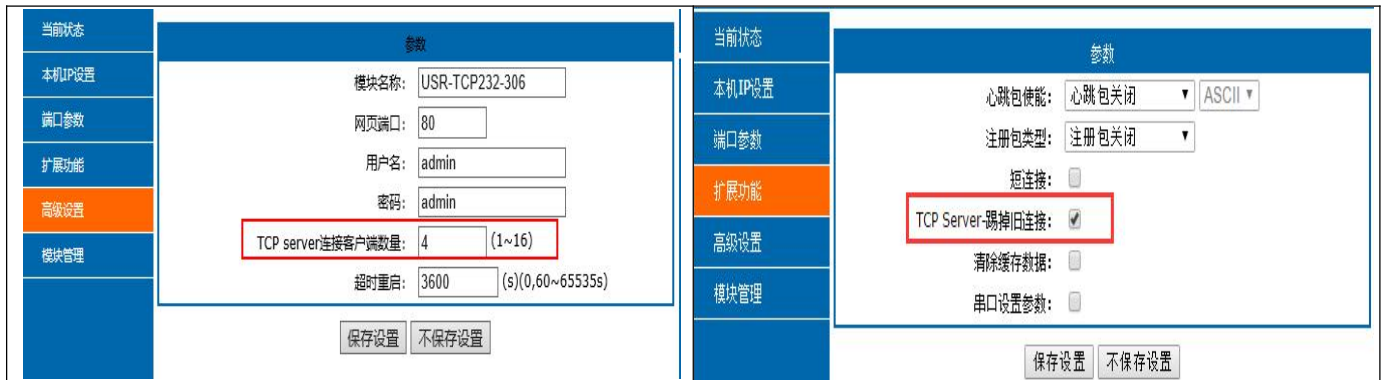 当前状态
本机IP设置
端口参数
扩展功能
高级设置
模块管理
参数
模块名称: USR-TCP232-306
网页端口: 80
用户名: admin
密码: admin
TCP server连接客户端数量: 4 (1~16)
超时重启: 3600 (s)(0,60~65535s)
保存设置 不保存设置
当前状态
本机IP设置
端口参数
扩展功能
高级设置
模块管理
参数
心跳包使能: 心跳包关闭 ASCII
注册包类型: 注册包关闭
短连接:
TCP Server-踢掉旧连接:
清除缓存数据:
串口设置参数:
保存设置 不保存设置